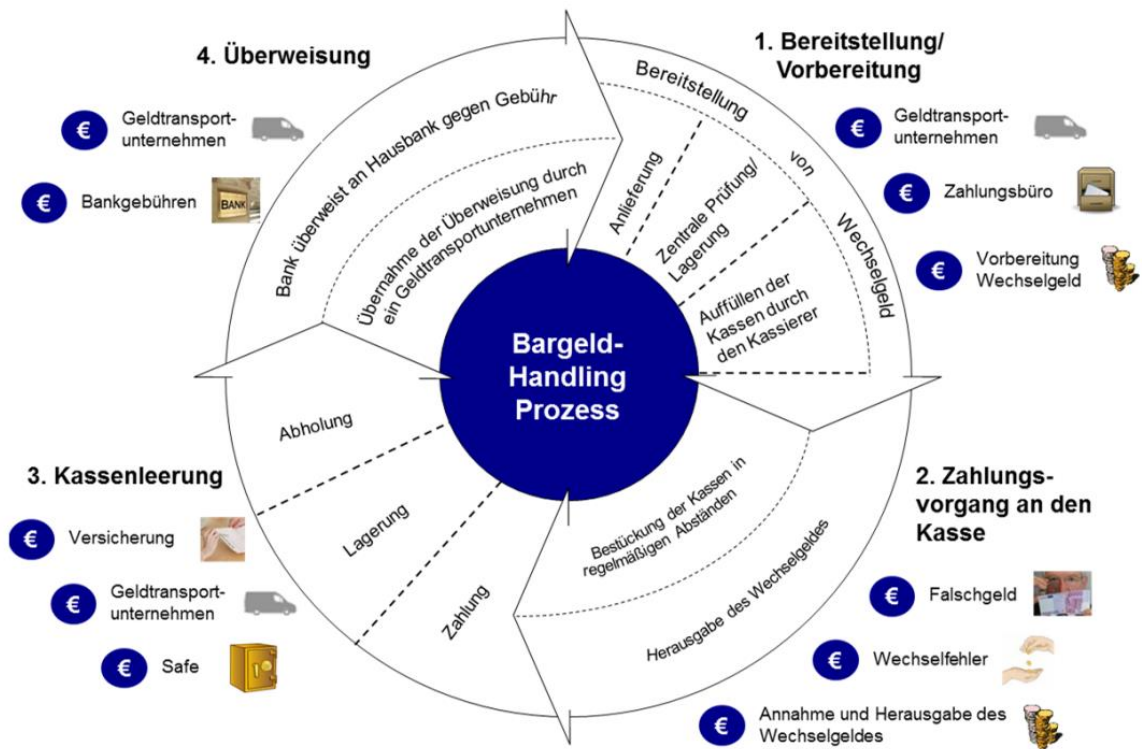 4. Überweisung
€ Geldtransport-
unternehmen
€ Bankgebühren
BANK
1. Bereitstellung/
Vorbereitung
€ Geldtransport-
unternehmen
€ Zahlungsbüro
€ Vorbereitung
Wechselgeld
Bereitstellung von Wechselgeld
Anlieferung
Zentrale Prüfung/
Lagerung
Auffüllen der
Kassen durch
den Kassierer
Bank überweist an Hausbank gegen Gebühr
Übernahme der Überweisung durch
ein Geldtransportunternehmen
Bargeld-
Handling
Prozess
Abholung
Lagerung
Zahlung
Bestückung der Kassen in
regelmäßigen Abständen
Herausgabe des Wechselgeldes
3. Kassenleerung
€ Versicherung
€ Geldtransport-
unternehmen
€ Safe
2. Zahlungs-
vorgang an den
Kasse
€ Falschgeld
€ Wechselfehler
€ Annahme und Herausgabe des
Wechselgeldes